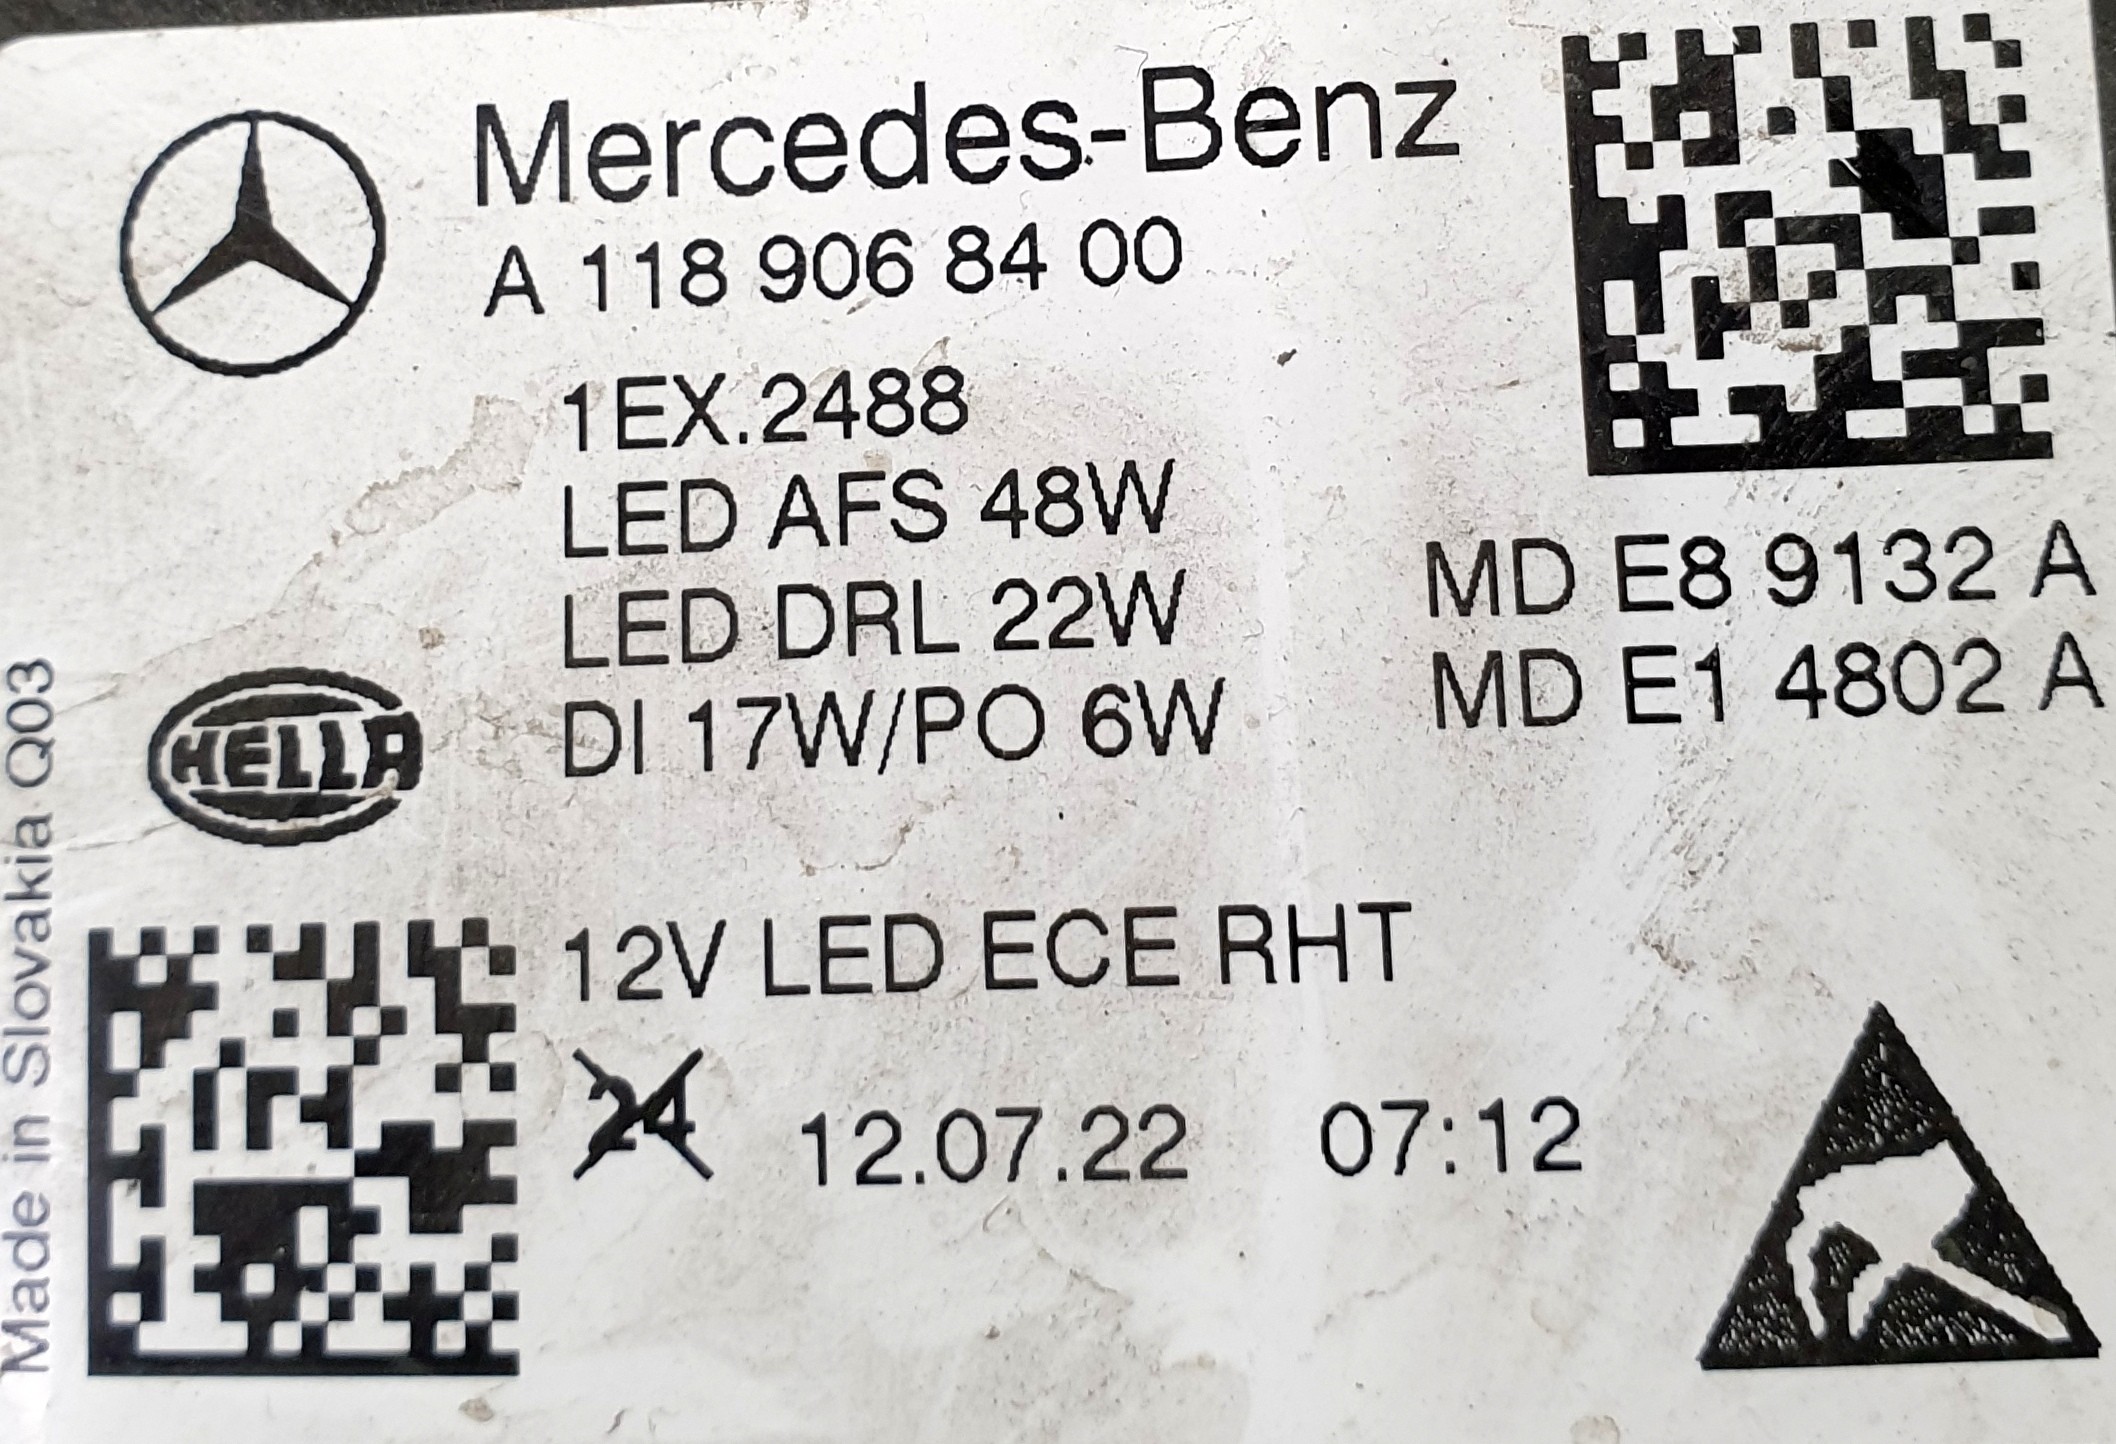 Mercedes-Benz
A 118 906 84 00
1EX.2488
LED AFS 48W
LED DRL 22W
DI 17W/PO 6W
MD E8 9132 A
MD E1 4802 A
HELLA
Made in Slovakia Q03
12V LED ECE RHT
24 12.07.22 07:12